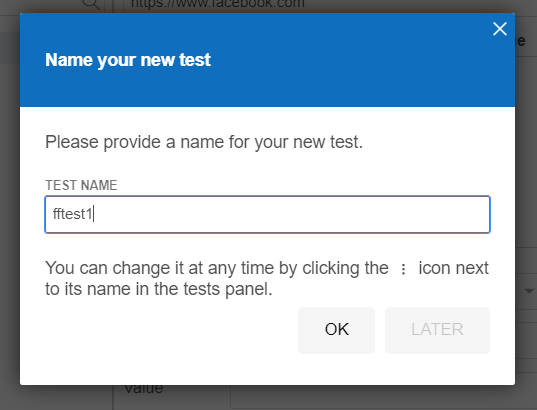 https://www.facebook.com
e
Name your new test
Please provide a name for your new test.
TEST NAME
fftest1
You can change it at any time by clicking the ⋮ icon next
to its name in the tests panel.
OK LATER
Value